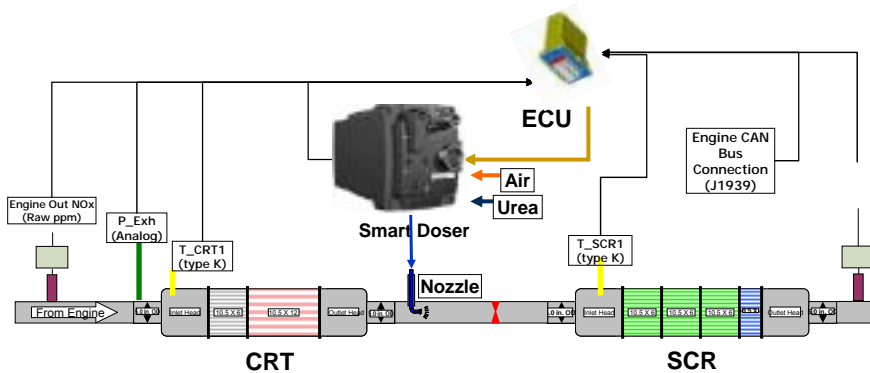 ECU
Engine CAN
Bus
Connection
(J1939)
Air
Urea
Smart Doser
Engine Out NOx
(Raw ppm)
P_Exh
(Analog)
T_CRT1
(type K)
T_SCR1
(type K)
Nozzle
From Engine
Inlet Head
10.5 X 6
10.5 X 12
Outlet Head
Inlet Head
10.5 X 6
10.5 X 6
10.5 X 6
Outlet Head
CRT
SCR